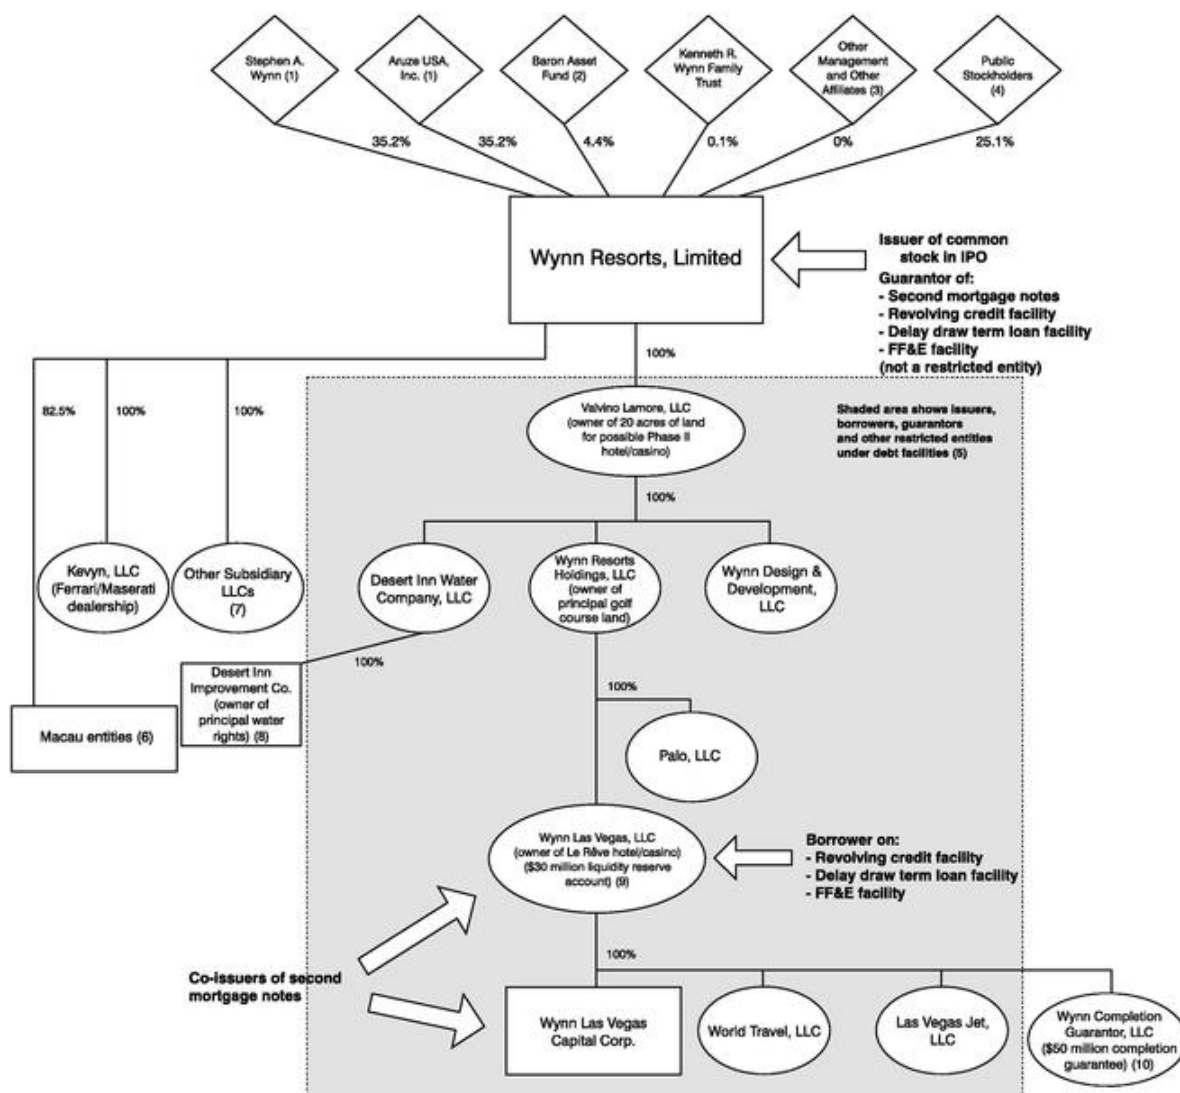 Stephen A.
Wynn (1)
Aruze USA,
Inc. (1)
Baron Asset
Fund (2)
Kenneth R.
Wynn Family
Trust
Other
Management
and Other
Affiliates (3)
Public
Stockholders
(4)
35.2%
35.2%
4.4%
0.1%
0%
25.1%
Wynn Resorts, Limited
Issuer of common
stock in IPO
Guarantor of:
- Second mortgage notes
- Revolving credit facility
- Delay draw term loan facility
- FF&E facility
(not a restricted entity)
100%
82.5%
100%
100%
Valvino Lamore, LLC
(owner of 20 acres of land
for possible Phase II
hotel/casino)
Shaded area shows issuers,
borrowers, guarantors
and other restricted entities
under debt facilities (5)
100%
Kevyn, LLC
(Ferrari/Maserati
dealership)
Other Subsidiary
LLCs
(7)
Desert Inn Water
Company, LLC
Wynn Resorts
Holdings, LLC
(owner of
principal golf
course land)
Wynn Design &
Development,
LLC
100%
Desert Inn
Improvement Co.
(owner of
principal water
rights) (8)
Macau entities (6)
100%
Palo, LLC
Wynn Las Vegas, LLC
(owner of Le Rêve hotel/casino)
($30 million liquidity reserve
account) (9)
Borrower on:
- Revolving credit facility
- Delay draw term loan facility
- FF&E facility
100%
Co-issuers of second
mortgage notes
Wynn Las Vegas
Capital Corp.
World Travel, LLC
Las Vegas Jet,
LLC
Wynn Completion
Guarantor, LLC
($50 million completion
guarantee) (10)